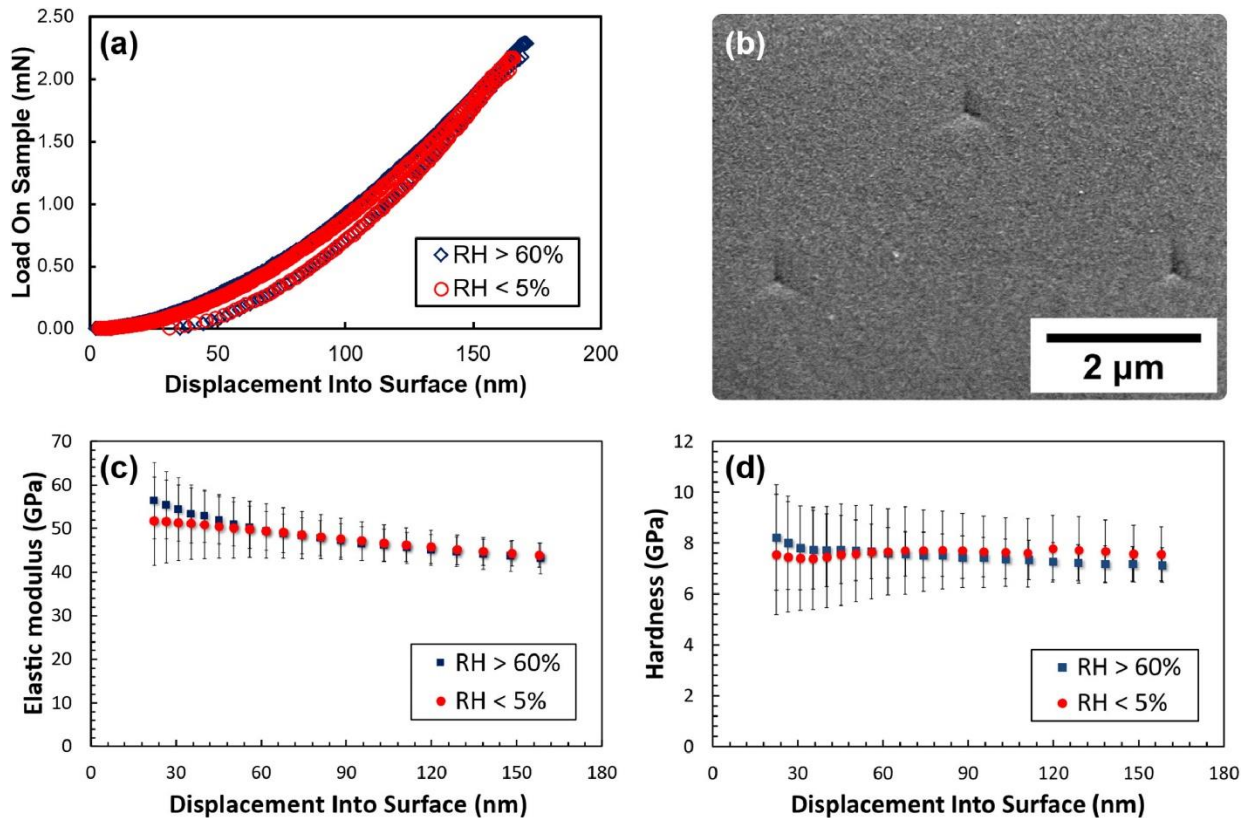 (a)
2.50
2.00
1.50
1.00
0.50
0.00
Load On Sample (mN)
RH > 60%
RH < 5%
0 50 100 150 200
Displacement Into Surface (nm)
(b)
2 µm
(c)
70
60
50
40
30
20
10
0
Elastic modulus (GPa)
RH > 60%
RH < 5%
0 30 60 90 120 150 180
Displacement Into Surface (nm)
(d)
12
10
8
6
4
2
0
Hardness (GPa)
RH > 60%
RH < 5%
0 30 60 90 120 150 180
Displacement Into Surface (nm)